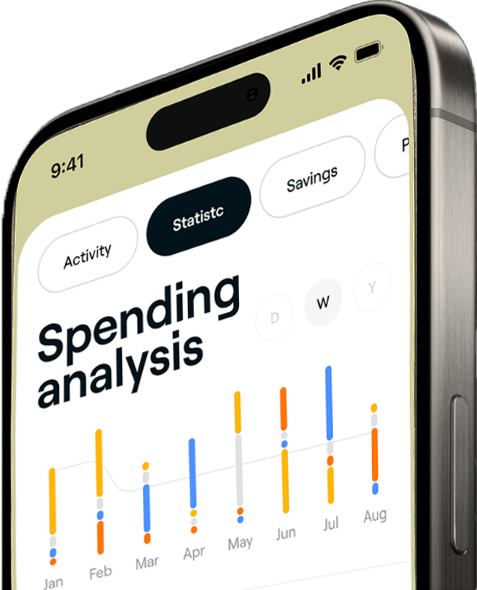 9:41
Activity
Statistc
Savings
P
Spending
analysis
D
W
Y
Jan
Feb
Mar
Apr
May
Jun
Jul
Aug